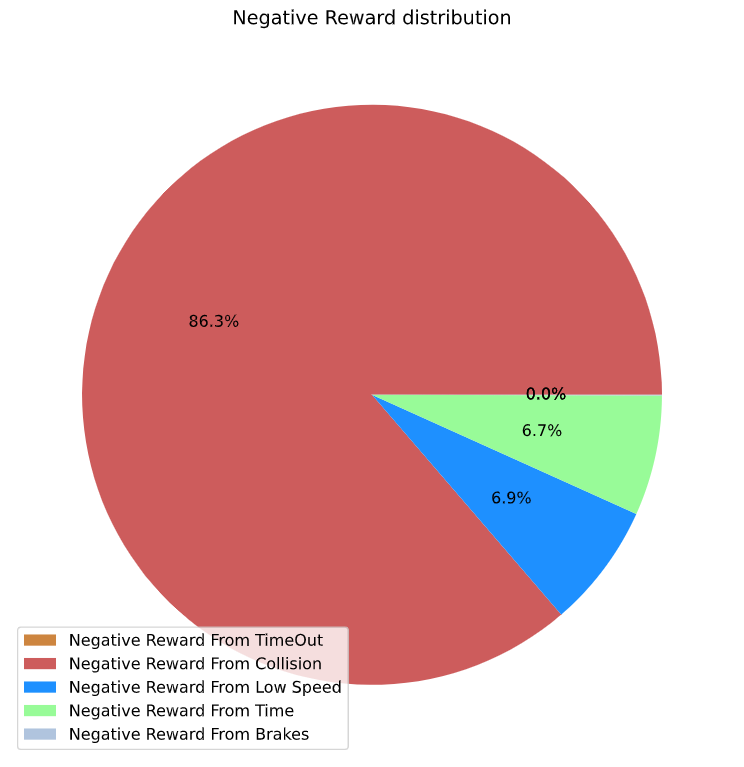 Negative Reward distribution
86.3%
0.0%
6.7%
6.9%
Negative Reward From TimeOut
Negative Reward From Collision
Negative Reward From Low Speed
Negative Reward From Time
Negative Reward From Brakes